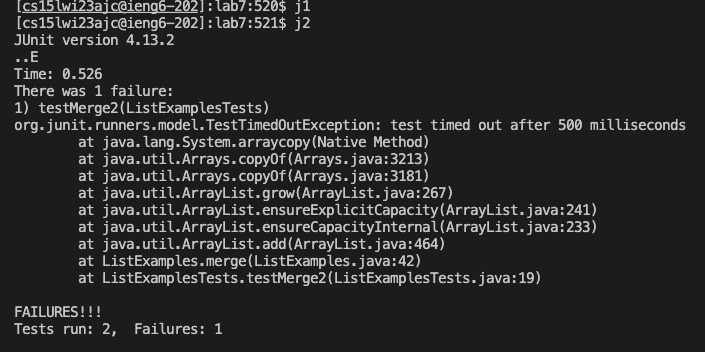 [cs15lwi23ajc@ieng6-202]:lab7:520$ j1
[cs15lwi23ajc@ieng6-202]:lab7:521$ j2
JUnit version 4.13.2
..E
Time: 0.526
There was 1 failure:
1) testMerge2(ListExamplesTests)
org.junit.runners.model.TestTimedOutException: test timed out after 500 milliseconds
        at java.lang.System.arraycopy(Native Method)
        at java.util.Arrays.copyOf(Arrays.java:3213)
        at java.util.Arrays.copyOf(Arrays.java:3181)
        at java.util.ArrayList.grow(ArrayList.java:267)
        at java.util.ArrayList.ensureExplicitCapacity(ArrayList.java:241)
        at java.util.ArrayList.ensureCapacityInternal(ArrayList.java:233)
        at java.util.ArrayList.add(ArrayList.java:464)
        at ListExamples.merge(ListExamples.java:42)
        at ListExamplesTests.testMerge2(ListExamplesTests.java:19)

FAILURES!!!
Tests run: 2,  Failures: 1